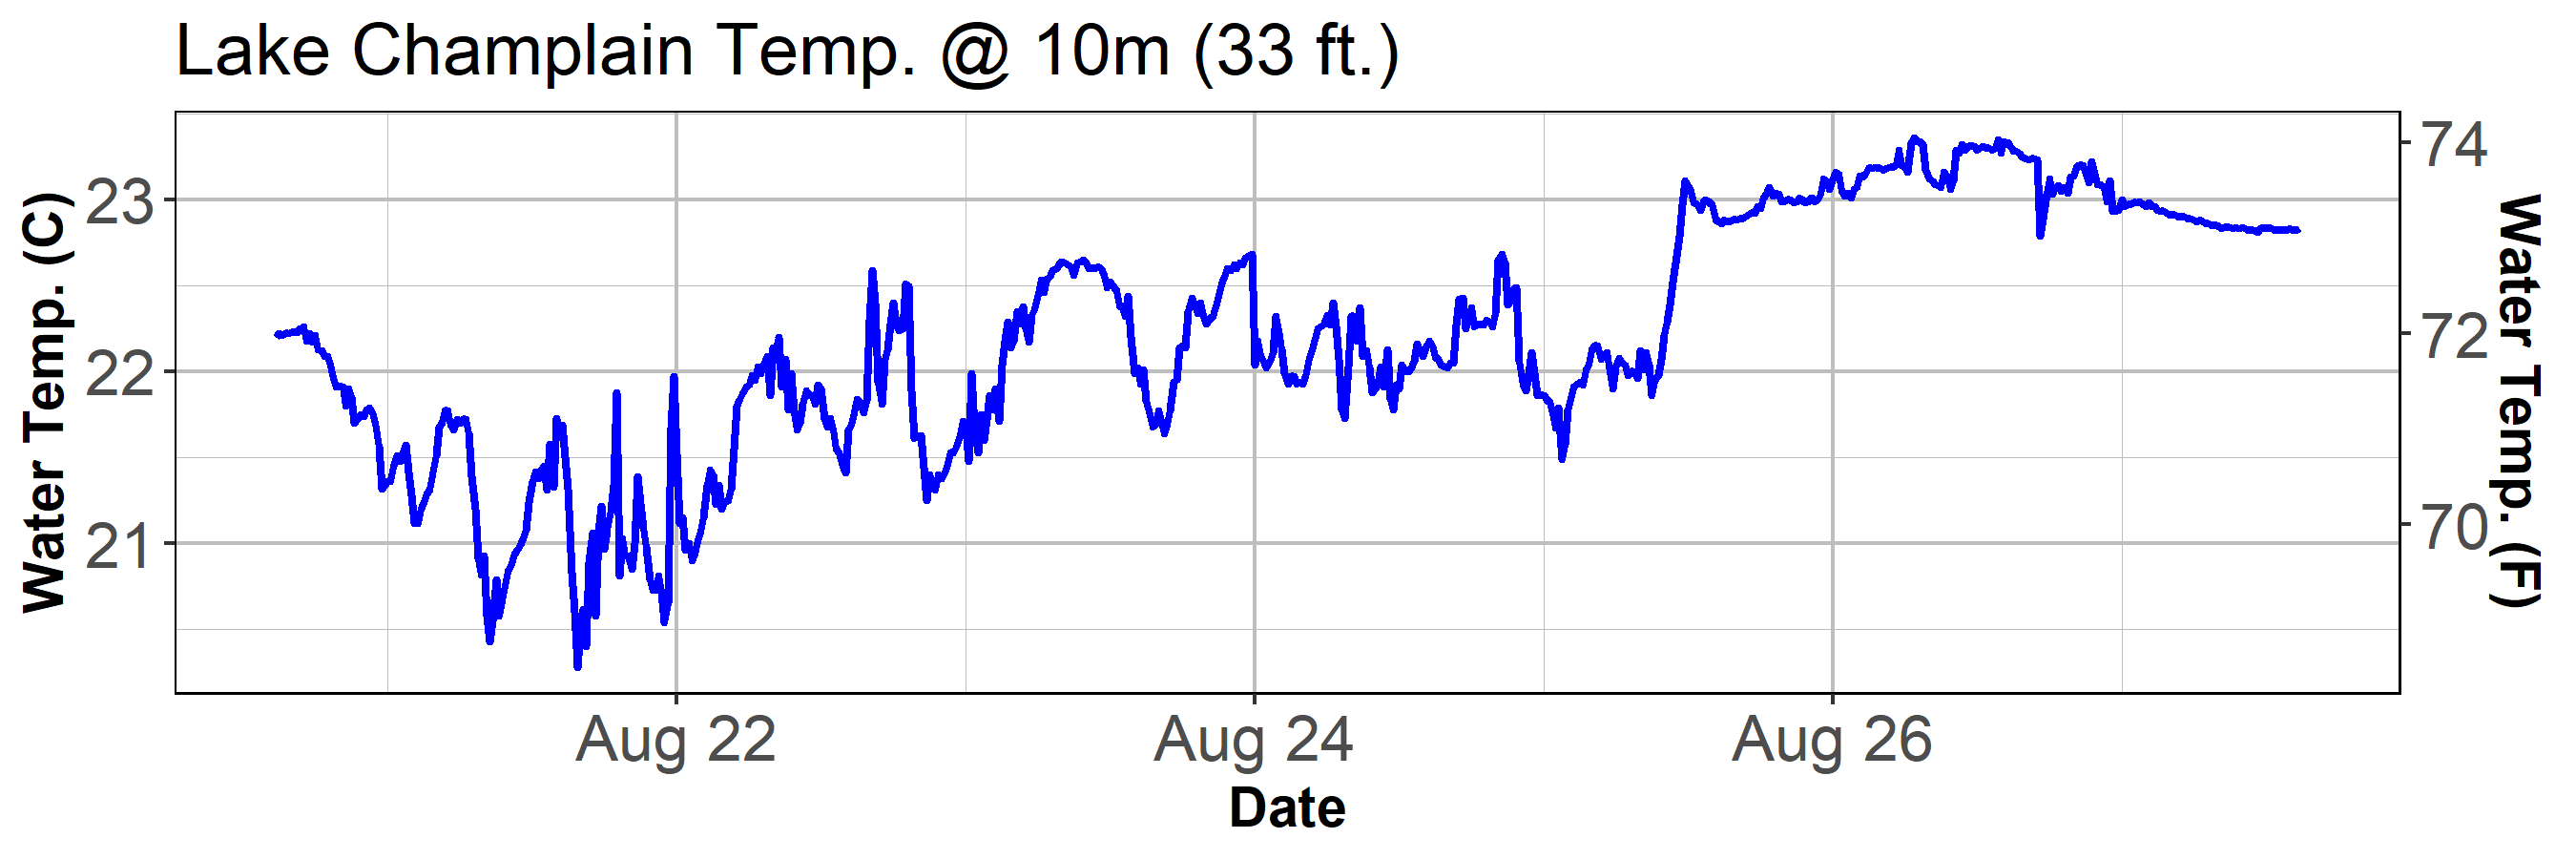 Lake Champlain Temp. @ 10m (33 ft.)
Water Temp. (C)
23
22
21
74
72
70
Water Temp. (F)
Aug 22
Aug 24
Aug 26
Date